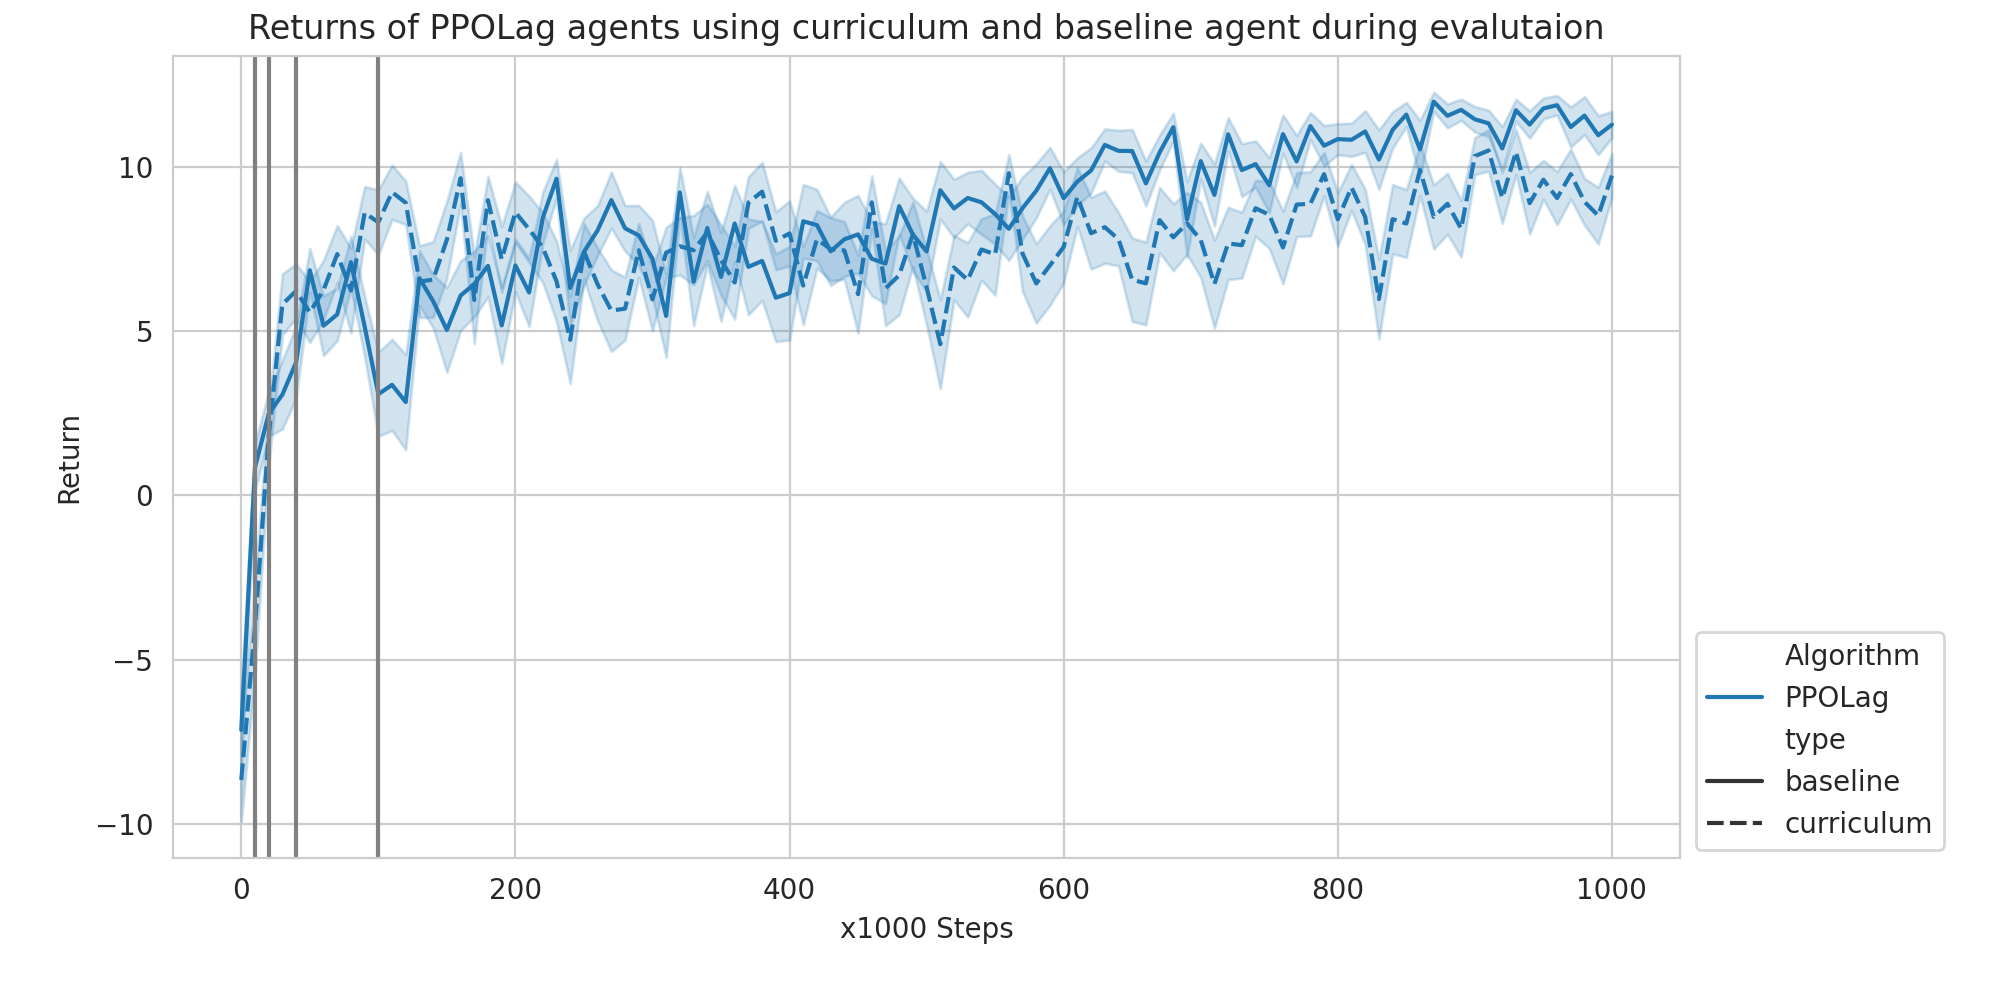 Returns of PPOLag agents using curriculum and baseline agent during evalutaion
10
5
0
−5
−10
Return
0 200 400 600 800 1000
x1000 Steps
Algorithm
PPOLag
type
baseline
curriculum